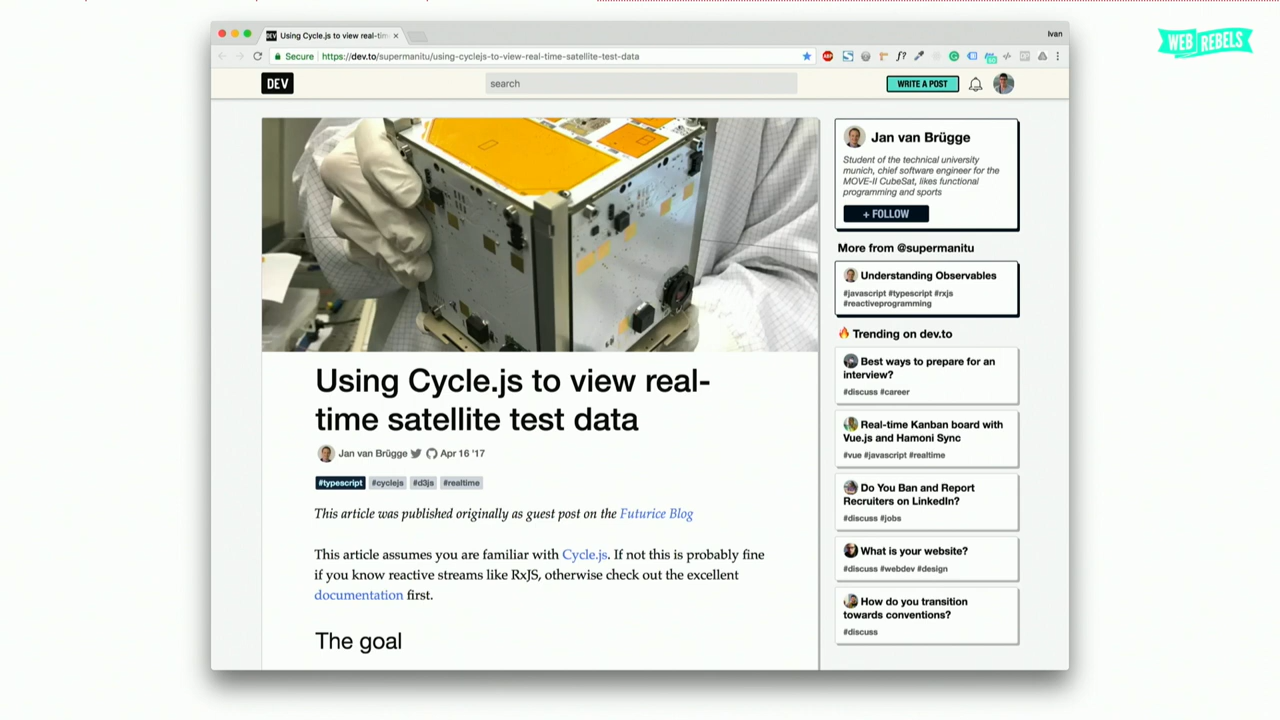 Using Cycle.js to view real-tim
Ivan
WEB REBELS
Secure
https://dev.to/supermanitu/using-cyclejs-to-view-real-time-satellite-test-data
ABP
f?
DEV
search
WRITE A POST
Using Cycle.js to view real-
time satellite test data
Jan van Brügge
Apr 16 '17
#typescript
#cyclejs
#d3js
#realtime
This article was published originally as guest post on the Futurice Blog
This article assumes you are familiar with Cycle.js. If not this is probably fine
if you know reactive streams like RxJS, otherwise check out the excellent
documentation first.
The goal
Jan van Brügge
Student of the technical university
munich, chief software engineer for the
MOVE-II CubeSat, likes functional
programming and sports
+ FOLLOW
More from @supermanitu
Understanding Observables
#javascript #typescript #rxjs
#reactiveprogramming
Trending on dev.to
Best ways to prepare for an
interview?
#discuss #career
Real-time Kanban board with
Vue.js and Hamoni Sync
#vue #javascript #realtime
Do You Ban and Report
Recruiters on LinkedIn?
#discuss #jobs
What is your website?
#discuss #webdev #design
How do you transition
towards conventions?
#discuss